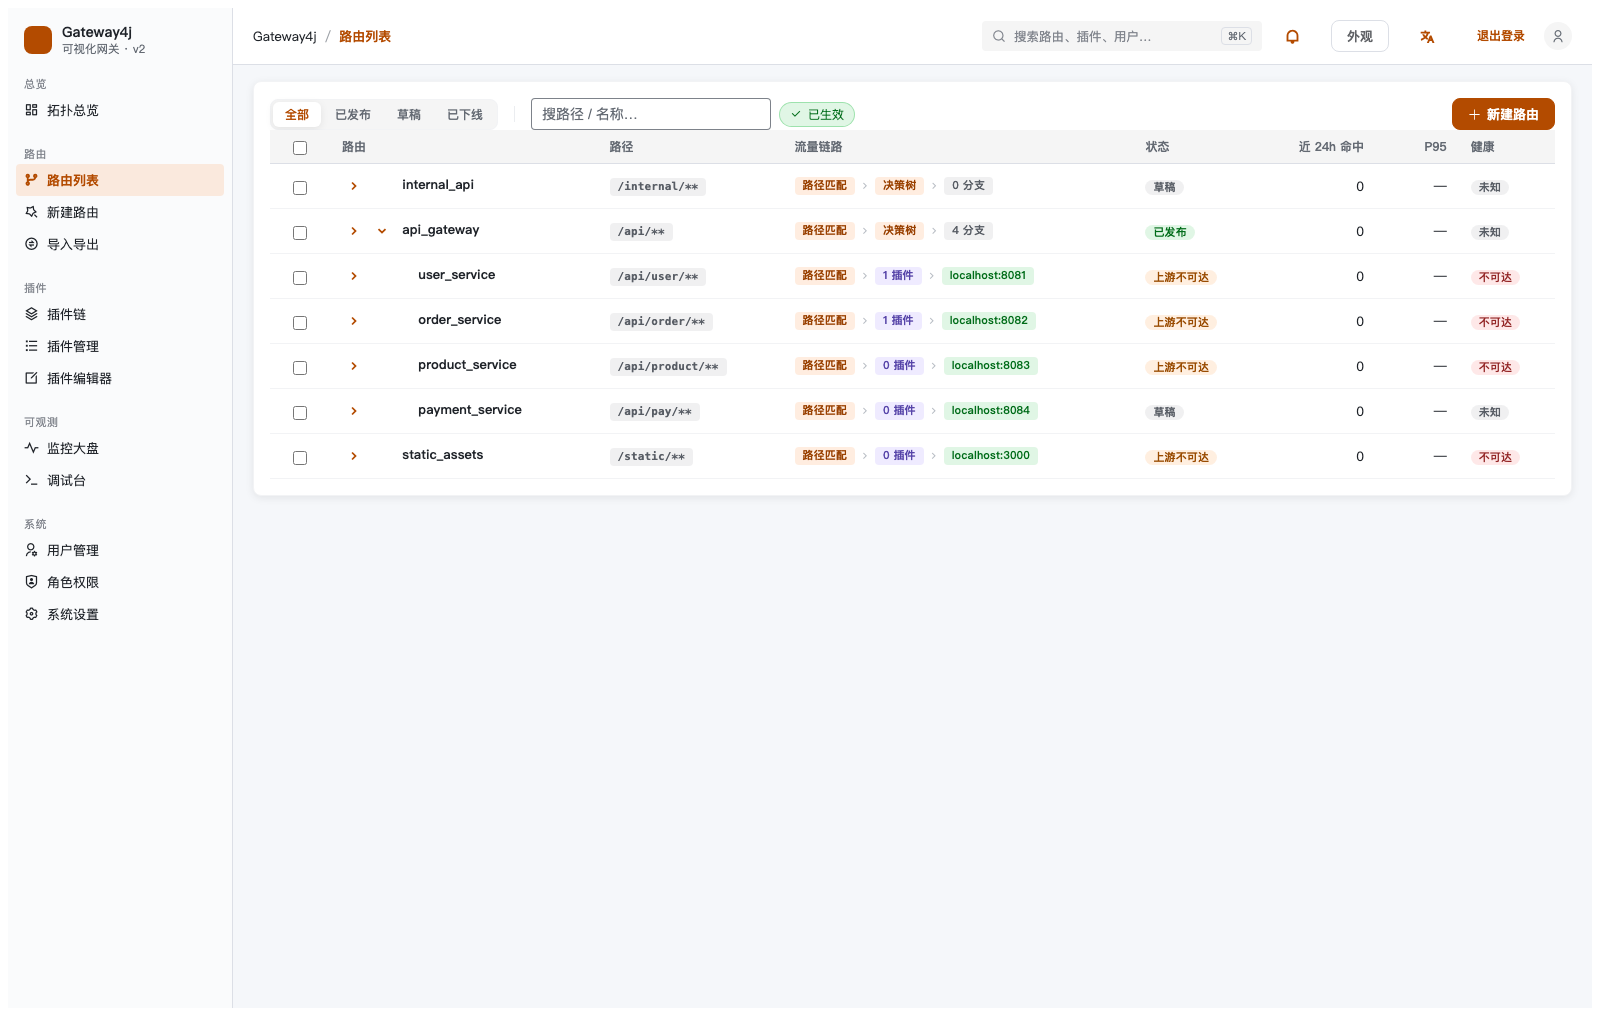 Gateway4j
可视化网关 · v2
总览
拓扑总览
路由
路由列表
新建路由
导入导出
插件
插件链
插件管理
插件编辑器
可观测
监控大盘
调试台
系统
用户管理
角色权限
系统设置
Gateway4j / 路由列表
搜索路由、插件、用户… ⌘K
外观
退出登录
全部 已发布 草稿 已下线
搜路径 / 名称…
已生效
新建路由
路由 路径 流量链路 状态 近 24h 命中 P95 健康
internal_api /internal/** 路径匹配 › 决策树 › 0 分支 草稿 0 — 未知
api_gateway /api/** 路径匹配 › 决策树 › 4 分支 已发布 0 — 未知
user_service /api/user/** 路径匹配 › 1 插件 › localhost:8081 上游不可达 0 — 不可达
order_service /api/order/** 路径匹配 › 1 插件 › localhost:8082 上游不可达 0 — 不可达
product_service /api/product/** 路径匹配 › 0 插件 › localhost:8083 上游不可达 0 — 不可达
payment_service /api/pay/** 路径匹配 › 0 插件 › localhost:8084 草稿 0 — 未知
static_assets /static/** 路径匹配 › 0 插件 › localhost:3000 上游不可达 0 — 不可达